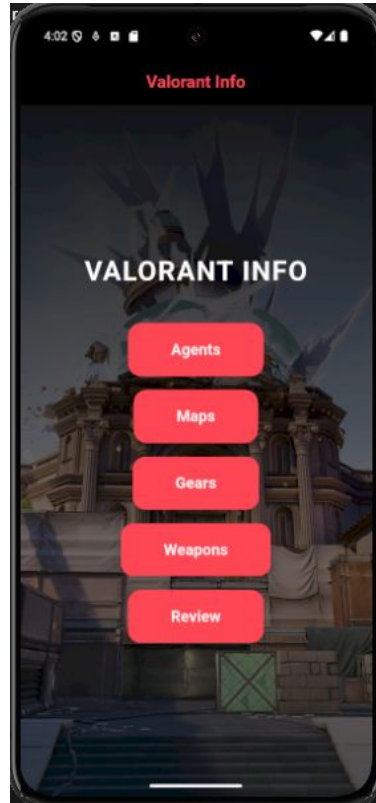 4:02
Valorant Info
VALORANT INFO
Agents
Maps
Gears
Weapons
Review